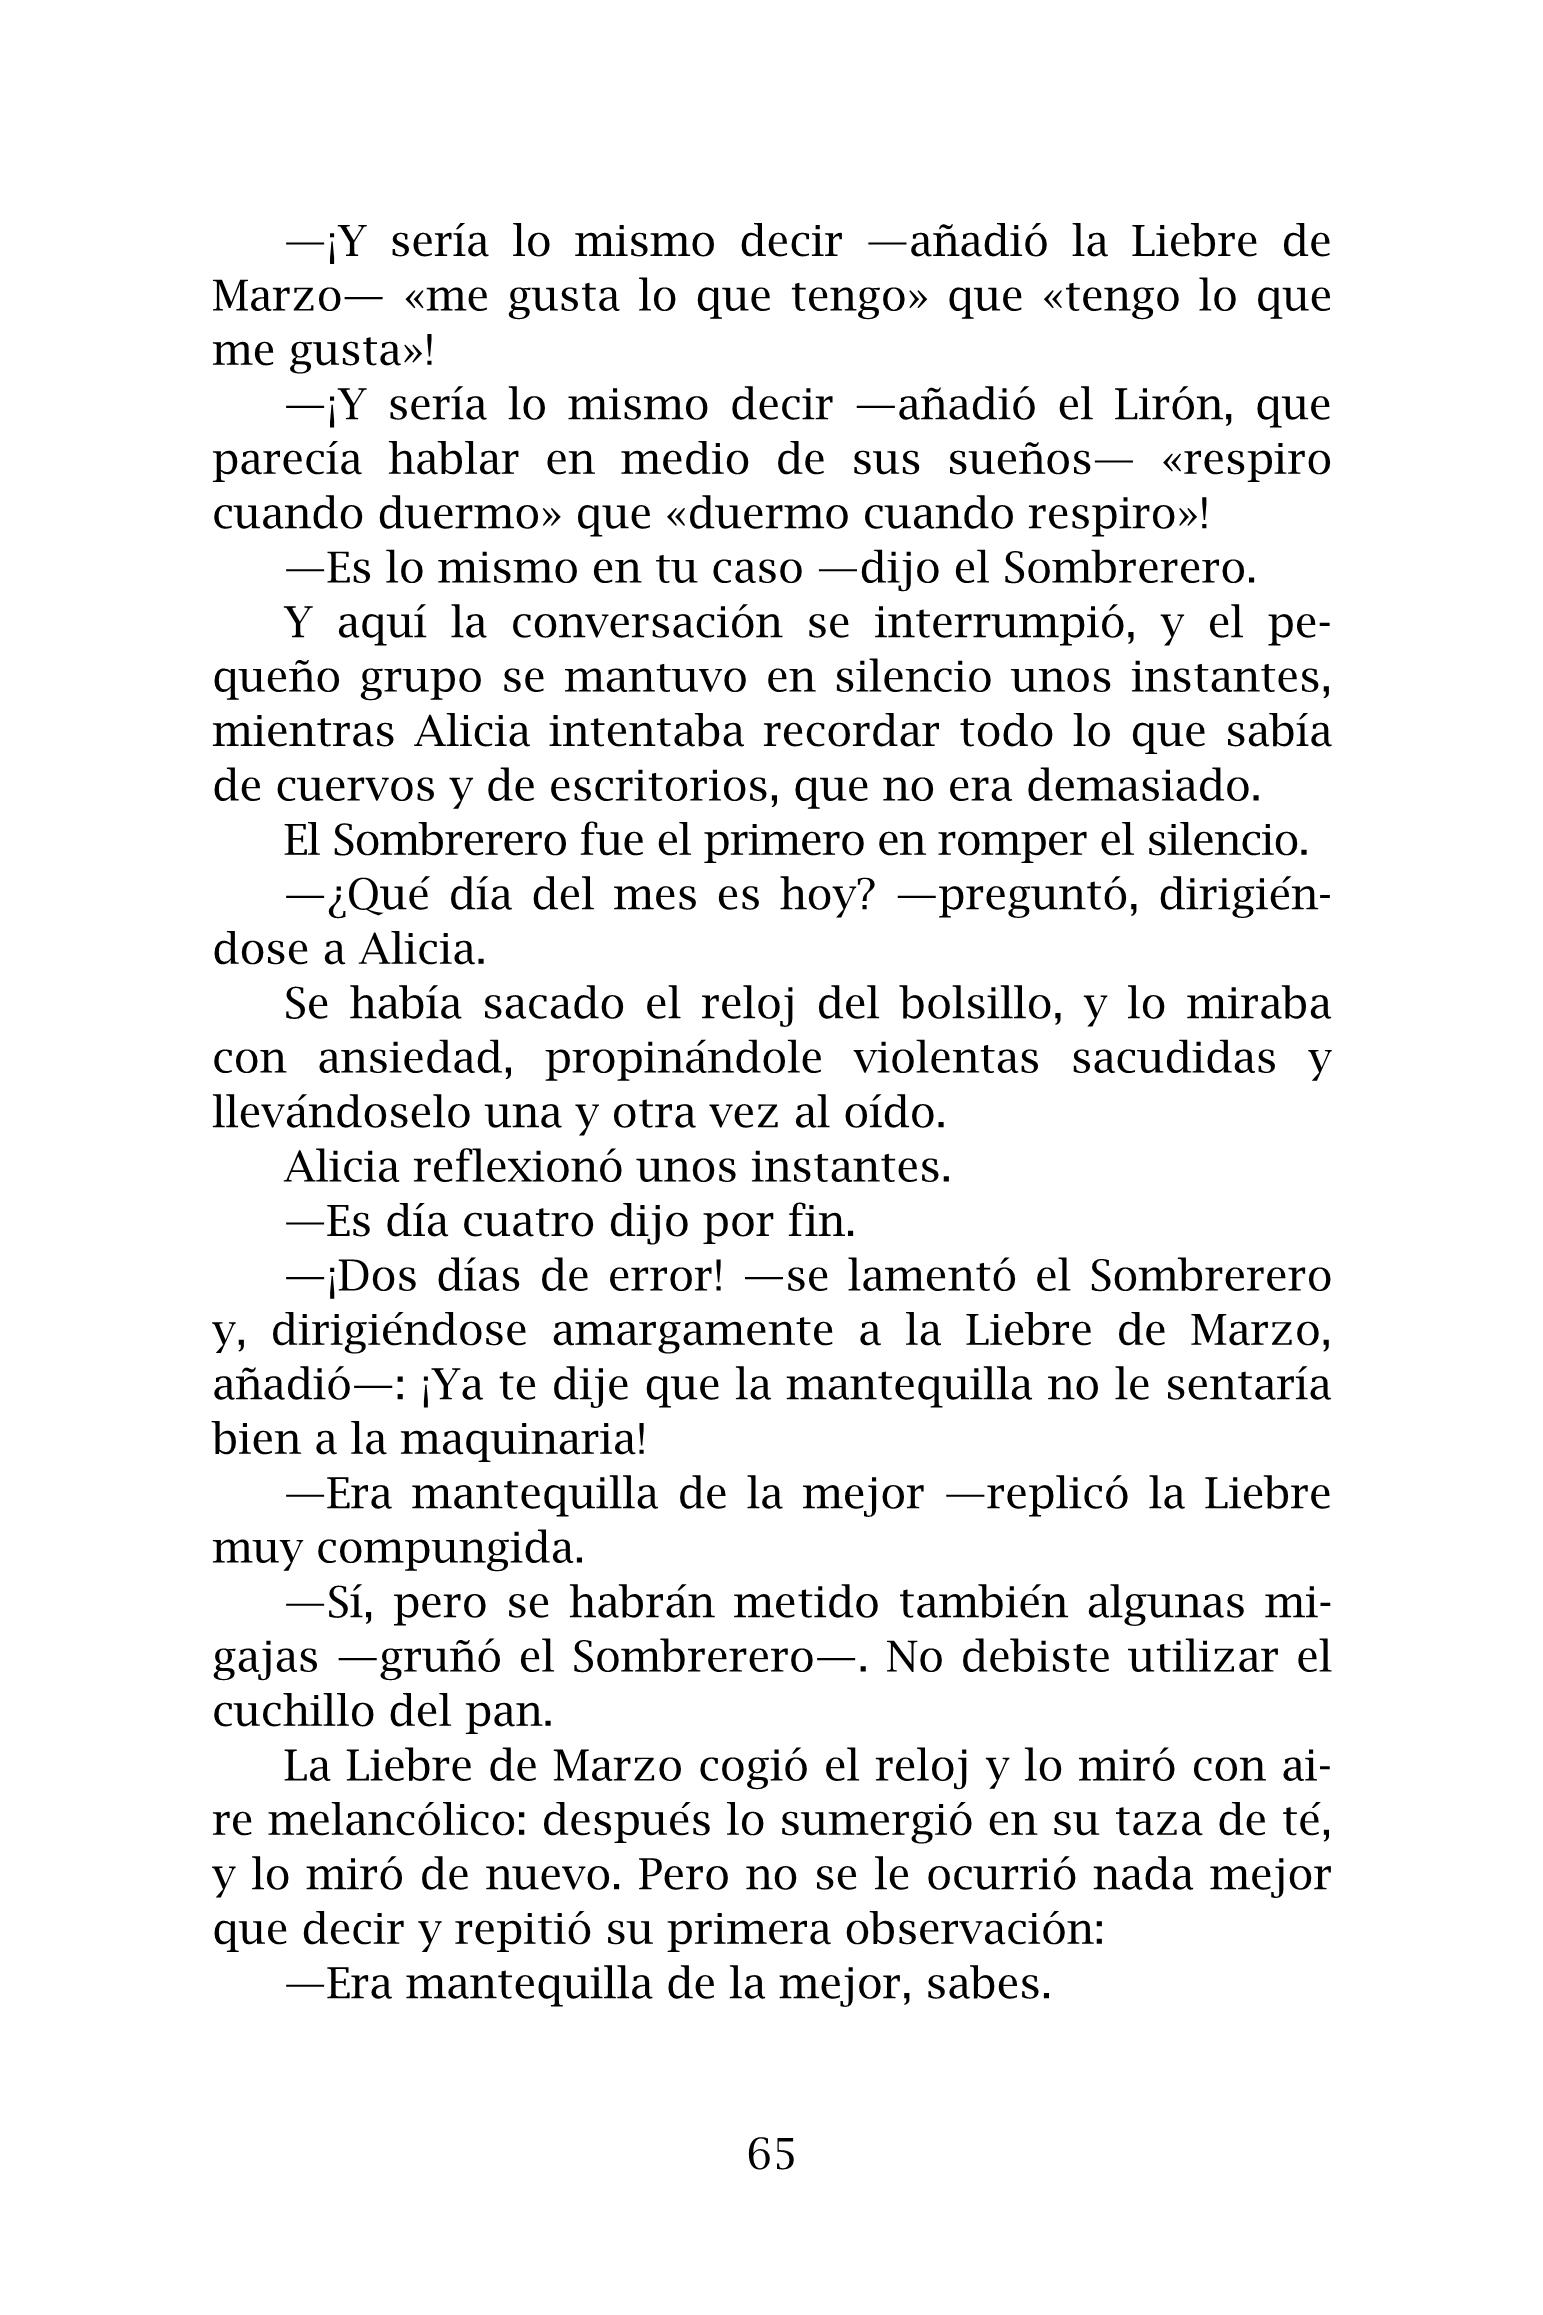 —¡Y sería lo mismo decir —añadió la Liebre de
Marzo— «me gusta lo que tengo» que «tengo lo que
me gusta»!
—¡Y sería lo mismo decir —añadió el Lirón, que
parecía hablar en medio de sus sueños— «respiro
cuando duermo» que «duermo cuando respiro»!
—Es lo mismo en tu caso —dijo el Sombrerero.
Y aquí la conversación se interrumpió, y el pe-
queño grupo se mantuvo en silencio unos instantes,
mientras Alicia intentaba recordar todo lo que sabía
de cuervos y de escritorios, que no era demasiado.
El Sombrerero fue el primero en romper el silencio.
—¿Qué día del mes es hoy? —preguntó, dirigién-
dose a Alicia.
Se había sacado el reloj del bolsillo, y lo miraba
con ansiedad, propinándole violentas sacudidas y
llevándoselo una y otra vez al oído.
Alicia reflexionó unos instantes.
—Es día cuatro dijo por fin.
—¡Dos días de error! —se lamentó el Sombrerero
y, dirigiéndose amargamente a la Liebre de Marzo,
añadió—: ¡Ya te dije que la mantequilla no le sentaría
bien a la maquinaria!
—Era mantequilla de la mejor —replicó la Liebre
muy compungida.
—Sí, pero se habrán metido también algunas mi-
gajas —gruñó el Sombrerero—. No debiste utilizar el
cuchillo del pan.
La Liebre de Marzo cogió el reloj y lo miró con ai-
re melancólico: después lo sumergió en su taza de té,
y lo miró de nuevo. Pero no se le ocurrió nada mejor
que decir y repitió su primera observación:
—Era mantequilla de la mejor, sabes.
65